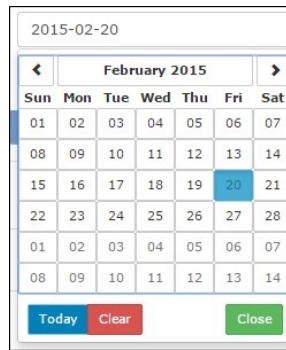 2015-02-20
February 2015
Sun Mon Tue Wed Thu Fri Sat
01 02 03 04 05 06 07
08 09 10 11 12 13 14
15 16 17 18 19 20 21
22 23 24 25 26 27 28
01 02 03 04 05 06 07
08 09 10 11 12 13 14
Today Clear Close